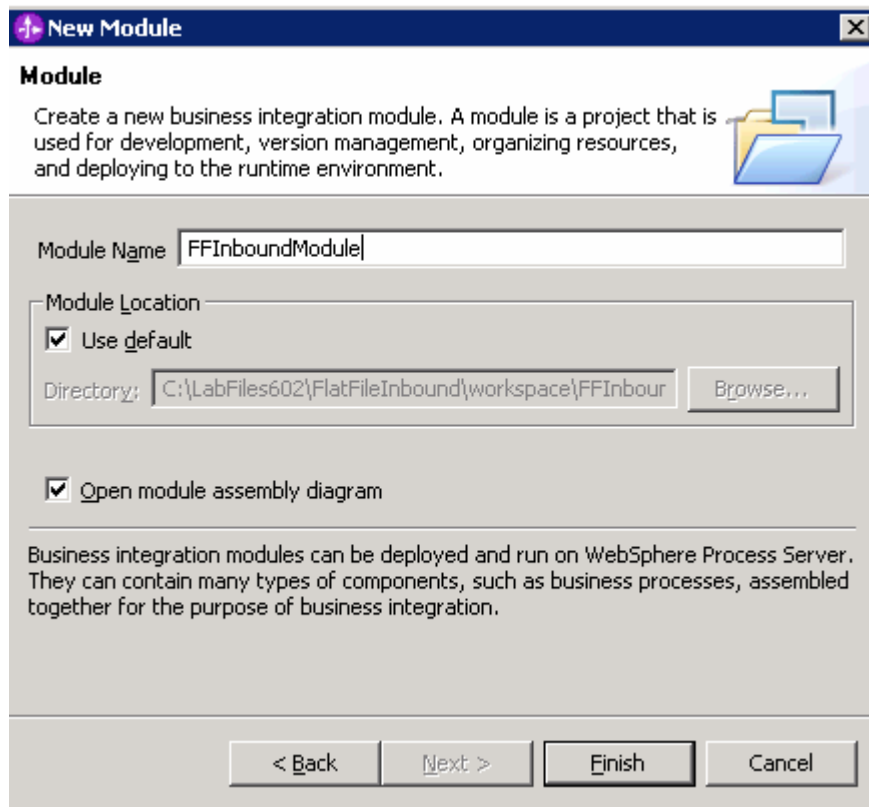 New Module
Module
Create a new business integration module. A module is a project that is
used for development, version management, organizing resources,
and deploying to the runtime environment.
Module Name FFInboundModule
Module Location
Use default
Directory: C:\LabFiles602\FlatFileInbound\workspace\FFInbour Browse...
Open module assembly diagram
Business integration modules can be deployed and run on WebSphere Process Server.
They can contain many types of components, such as business processes, assembled
together for the purpose of business integration.
< Back Next > Finish Cancel